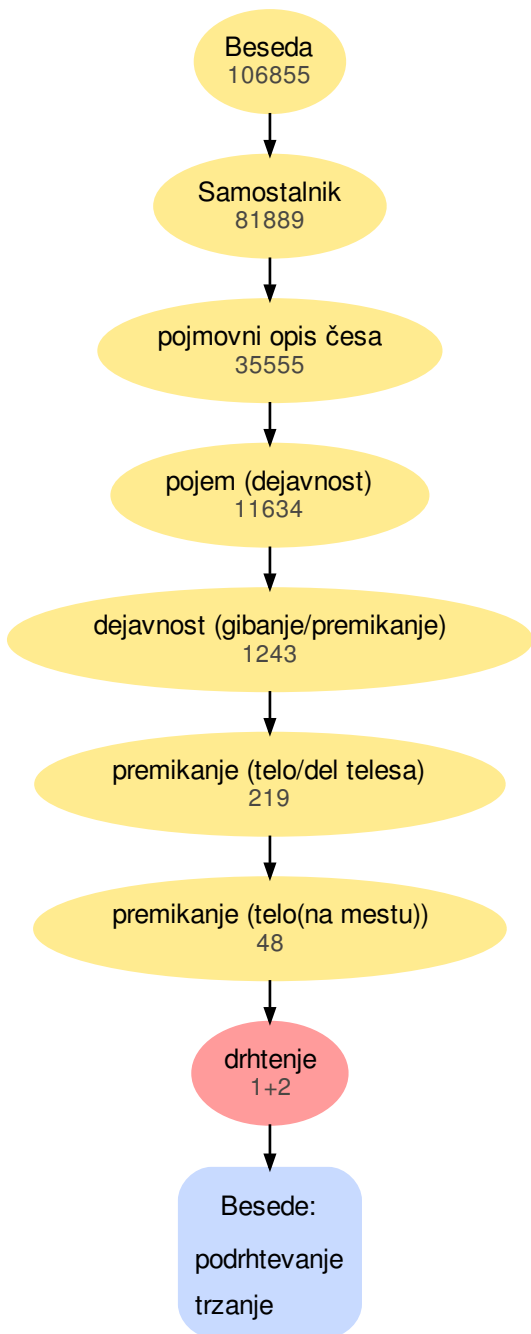 Beseda
106855
Samostalnik
81889
pojmovni opis česa
35555
pojem (dejavnost)
11634
dejavnost (gibanje/premikanje)
1243
premikanje (telo/del telesa)
219
premikanje (telo(na mestu))
48
drhtenje
1+2
Besede:
podrhtevanje
trzanje